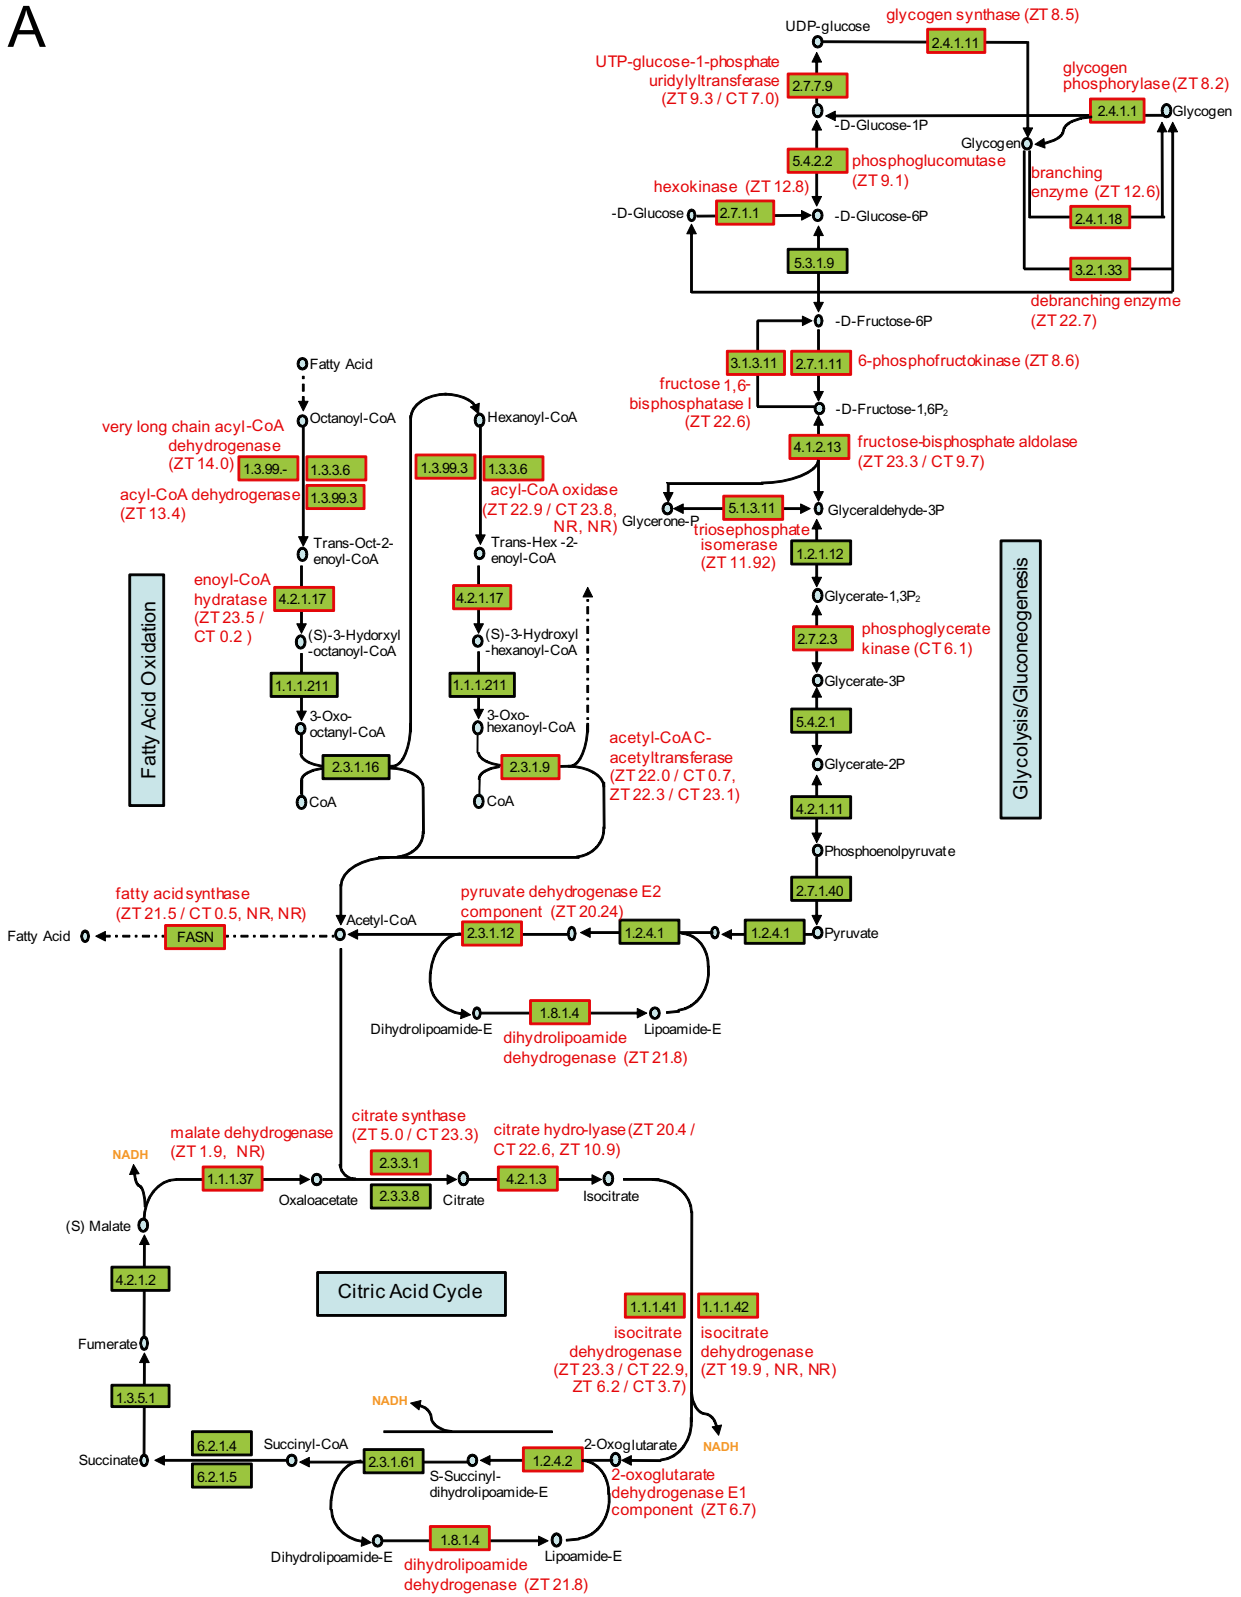 A
UDP-glucose
glycogen synthase (ZT 8.5)
2.4.1.11
UTP-glucose-1-phosphate
uridylyltransferase
(ZT 9.3 / CT 7.0)
2.7.7.9
glycogen
phosphorylase (ZT 8.2)
2.4.1.1
Glycogen
-D-Glucose-1P
Glycogen
5.4.2.2
phosphoglucomutase
(ZT 9.1)
branching
enzyme (ZT 12.6)
2.4.1.18
hexokinase (ZT 12.8)
-D-Glucose
2.7.1.1
-D-Glucose-6P
5.3.1.9
3.2.1.33
debranching enzyme
(ZT 22.7)
-D-Fructose-6P
3.1.3.11
2.7.1.11
6-phosphofructokinase (ZT 8.6)
fructose 1,6-
bisphosphatase I
(ZT 22.6)
-D-Fructose-1,6P2
4.1.2.13
fructose-bisphosphate aldolase
(ZT 23.3 / CT 9.7)
Glycerone-P
5.1.3.11
Glyceraldehyde-3P
triosephosphate
isomerase
(ZT 11.92)
1.2.1.12
Glycerate-1,3P2
2.7.2.3
phosphoglycerate
kinase (CT 6.1)
Glycerate-3P
5.4.2.1
Glycerate-2P
4.2.1.11
Phosphoenolpyruvate
2.7.1.40
Pyruvate
Glycolysis/Gluconeogenesis
Fatty Acid
Octanoyl-CoA
very long chain acyl-CoA
dehydrogenase
(ZT 14.0)
1.3.99.-
1.3.3.6
acyl-CoA dehydrogenase
(ZT 13.4)
1.3.99.3
Trans-Oct-2-
enoyl-CoA
enoyl-CoA
hydratase
(ZT 23.5 /
CT 0.2 )
4.2.1.17
(S)-3-Hydorxyl
-octanoyl-CoA
1.1.1.211
3-Oxo-
octanyl-CoA
2.3.1.16
CoA
Fatty Acid Oxidation
Hexanoyl-CoA
1.3.99.3
1.3.3.6
acyl-CoA oxidase
(ZT 22.9 / CT 23.8,
NR, NR)
Trans-Hex -2-
enoyl-CoA
4.2.1.17
(S)-3-Hydroxyl
-hexanoyl-CoA
1.1.1.211
3-Oxo-
hexanoyl-CoA
2.3.1.9
CoA
acetyl-CoA C-
acetyltransferase
(ZT 22.0 / CT 0.7,
ZT 22.3 / CT 23.1)
fatty acid synthase
(ZT 21.5 / CT 0.5, NR, NR)
Fatty Acid
FASN
Acetyl-CoA
pyruvate dehydrogenase E2
component (ZT 20.24)
2.3.1.12
1.2.4.1
1.2.4.1
Dihydrolipoamide-E
1.8.1.4
Lipoamide-E
dihydrolipoamide
dehydrogenase (ZT 21.8)
malate dehydrogenase
(ZT 1.9, NR)
NADH
1.1.1.37
Oxaloacetate
citrate synthase
(ZT 5.0 / CT 23.3)
2.3.3.1
2.3.3.8
Citrate
citrate hydro-lyase (ZT 20.4 /
CT 22.6, ZT 10.9)
4.2.1.3
Isocitrate
(S) Malate
4.2.1.2
Fumerate
1.3.5.1
Succinate
Citric Acid Cycle
1.1.1.41
1.1.1.42
isocitrate
dehydrogenase
(ZT 23.3 / CT 22.9,
ZT 6.2 / CT 3.7)
isocitrate
dehydrogenase
(ZT 19.9 , NR, NR)
NADH
NADH
6.2.1.4
6.2.1.5
Succinyl-CoA
2.3.1.61
S-Succinyl-
dihydrolipoamide-E
1.2.4.2
2-Oxoglutarate
2-oxoglutarate
dehydrogenase E1
component (ZT 6.7)
Dihydrolipoamide-E
1.8.1.4
Lipoamide-E
dihydrolipoamide
dehydrogenase (ZT 21.8)